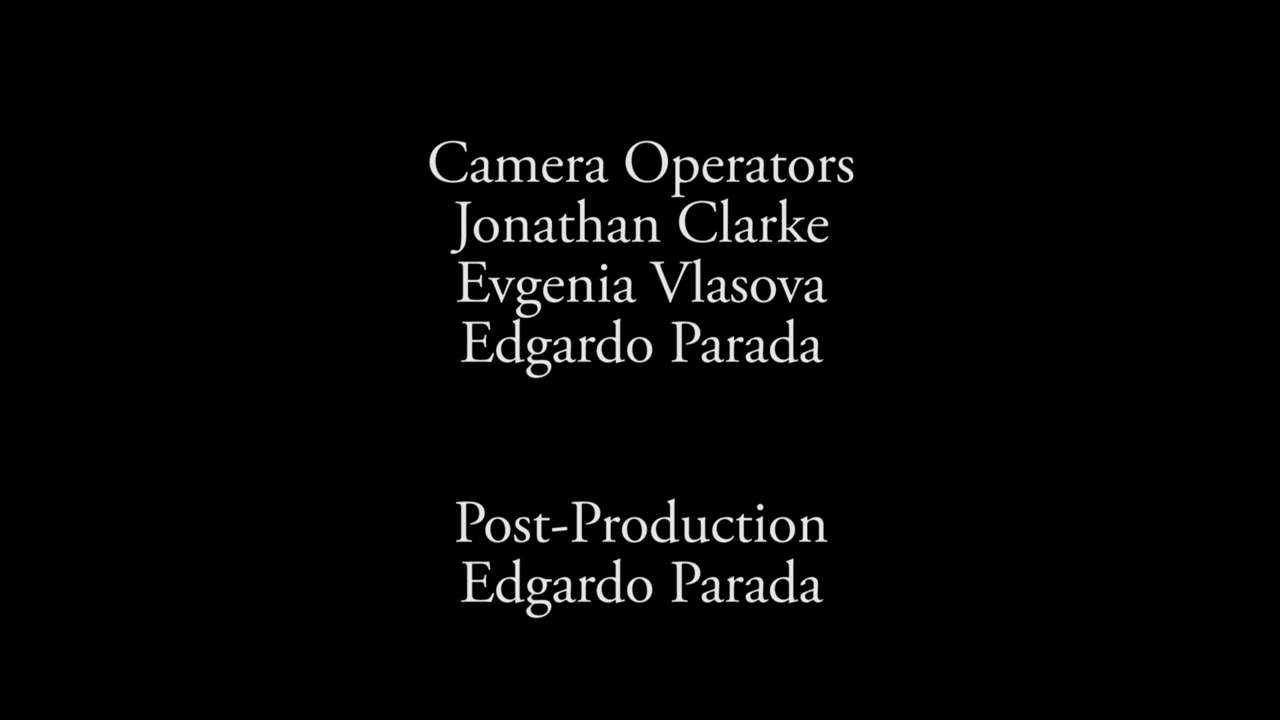 Camera Operators
Jonathan Clarke
Evgenia Vlasova
Edgardo Parada
Post-Production
Edgardo Parada